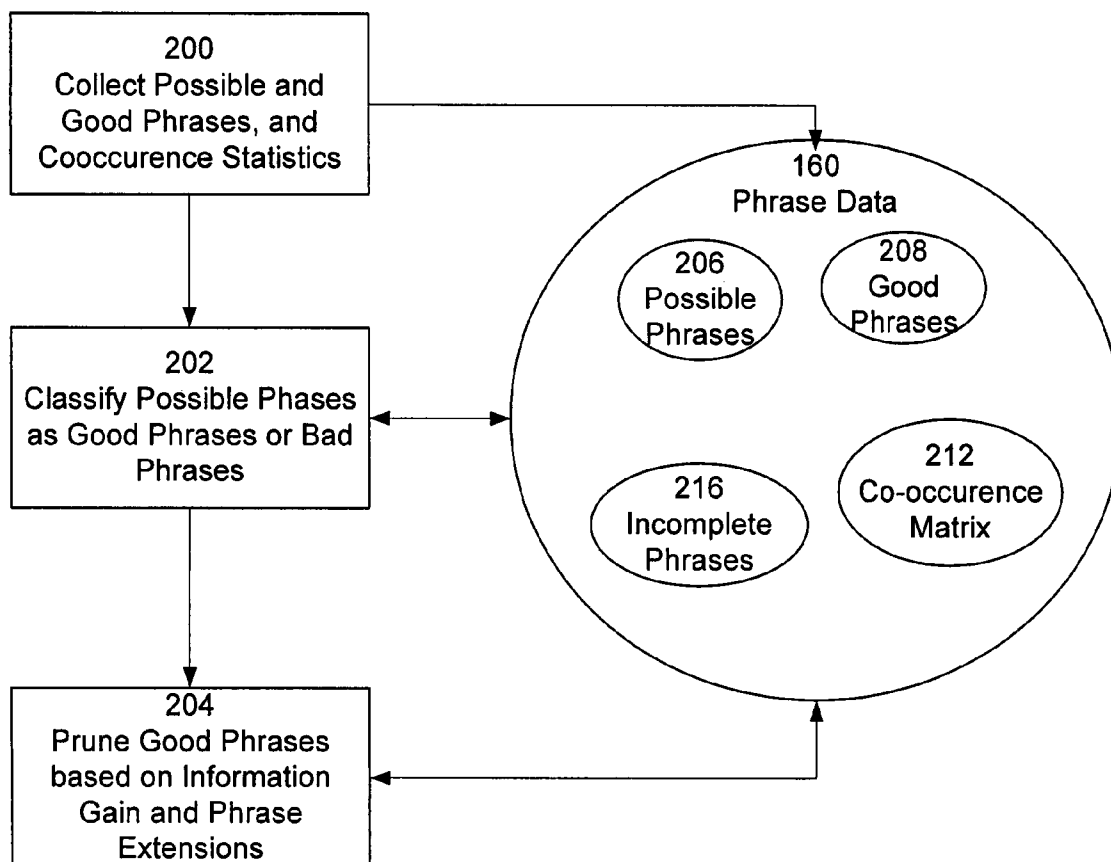 200
Collect Possible and
Good Phrases, and
Cooccurence Statistics
160
Phrase Data
206
Possible
Phrases
208
Good
Phrases
202
Classify Possible Phases
as Good Phrases or Bad
Phrases
216
Incomplete
Phrases
212
Co-occurence
Matrix
204
Prune Good Phrases
based on Information
Gain and Phrase
Extensions